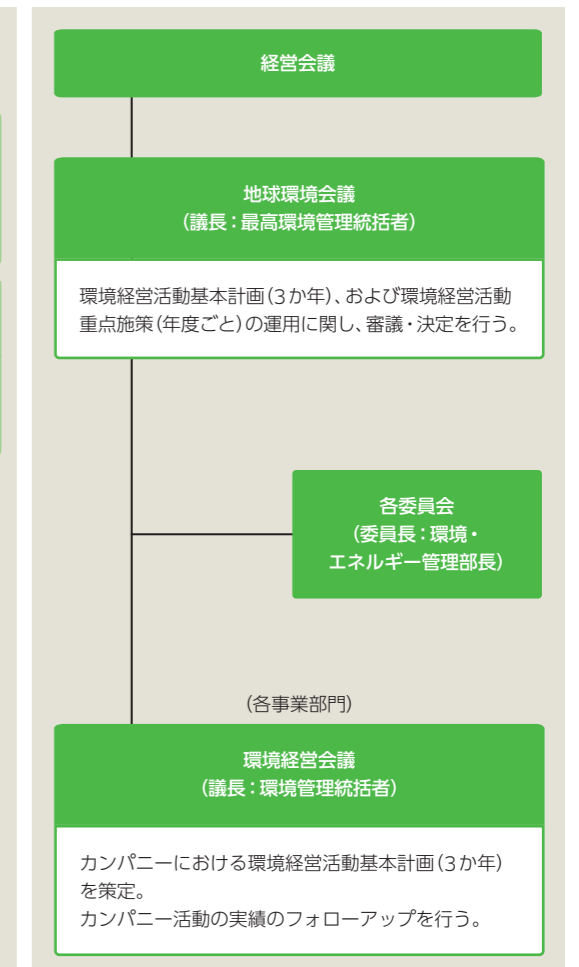 経営会議
地球環境会議
（議長：最高環境管理統括者）
環境経営活動基本計画（3か年）、および環境経営活動
重点施策（年度ごと）の運用に関し、審議・決定を行う。
各委員会
（委員長：環境・
エネルギー管理部長）
（各事業部門）
環境経営会議
（議長：環境管理統括者）
カンパニーにおける環境経営活動基本計画（3か年）
を策定。
カンパニー活動の実績のフォローアップを行う。